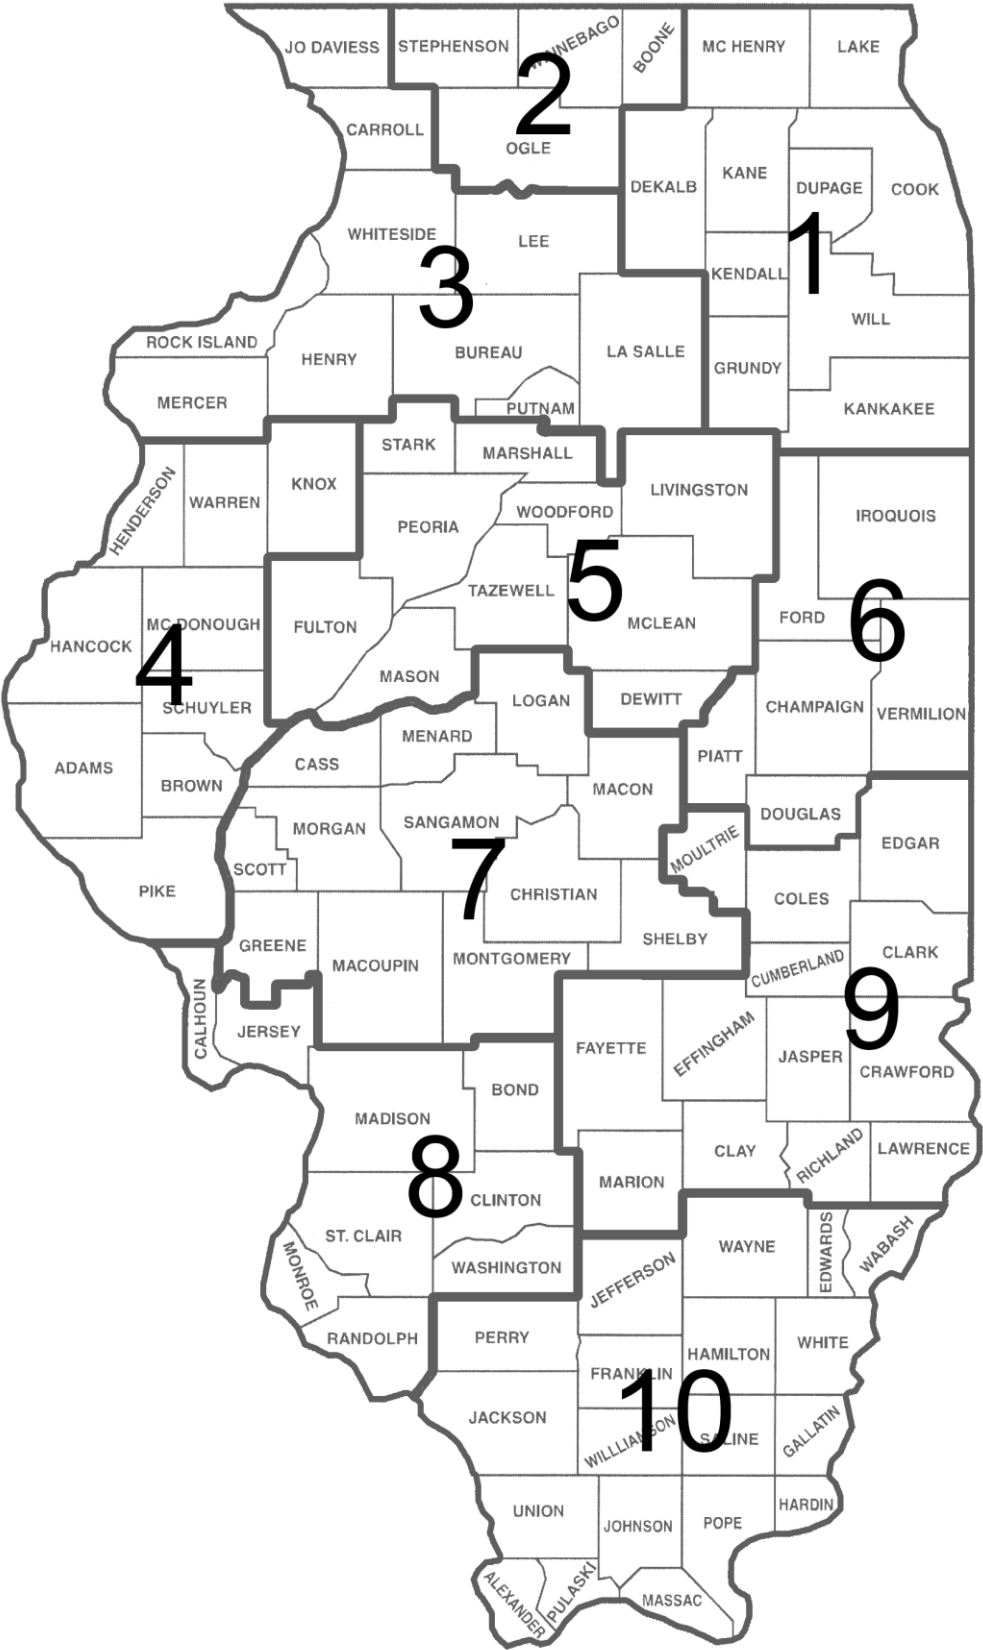 JO DAVIESS
STEPHENSON
WINNEBAGO
BOONE
MC HENRY
LAKE
2
CARROLL
OGLE
DEKALB
KANE
DUPAGE
COOK
WHITESIDE
LEE
1
3
KENDALL
WILL
ROCK ISLAND
HENRY
BUREAU
LA SALLE
GRUNDY
MERCER
PUTNAM
KANKAKEE
STARK
MARSHALL
HENDERSON
WARREN
KNOX
LIVINGSTON
PEORIA
WOODFORD
IROQUOIS
5
TAZEWELL
HANCOCK
MC DONOUGH
FULTON
MCLEAN
FORD
6
4
MASON
SCHUYLER
LOGAN
DEWITT
CHAMPAIGN
VERMILION
MENARD
ADAMS
CASS
PIATT
BROWN
MACON
MORGAN
SANGAMON
DOUGLAS
MOULTRIE
EDGAR
SCOTT
7
PIKE
CHRISTIAN
COLES
GREENE
MACOUPIN
MONTGOMERY
SHELBY
CUMBERLAND
CLARK
CALHOUN
JERSEY
9
FAYETTE
EFFINGHAM
JASPER
CRAWFORD
BOND
MADISON
8
CLAY
RICHLAND
LAWRENCE
MARION
CLINTON
ST. CLAIR
MONROE
WASHINGTON
WAYNE
EDWARDS
WABASH
JEFFERSON
RANDOLPH
PERRY
HAMILTON
WHITE
FRANKLIN
10
JACKSON
WILLLIAMSON
SALINE
GALLATIN
UNION
JOHNSON
POPE
HARDIN
ALEXANDER
PULASKI
MASSAC